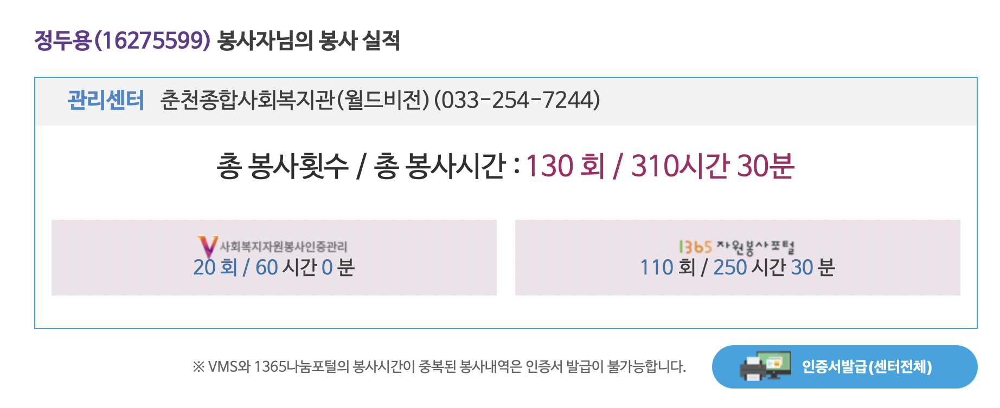 정두용(16275599) 봉사자님의 봉사 실적
관리센터 춘천종합사회복지관(월드비전)(033-254-7244)
총 봉사횟수 / 총 봉사시간 : 130 회 / 310시간 30분
V 사회복지자원봉사인증관리
20 회 / 60 시간 0 분
1365 자원봉사포털
110 회 / 250 시간 30 분
※ VMS와 1365나눔포털의 봉사시간이 중복된 봉사내역은 인증서 발급이 불가능합니다.
인증서발급(센터전체)